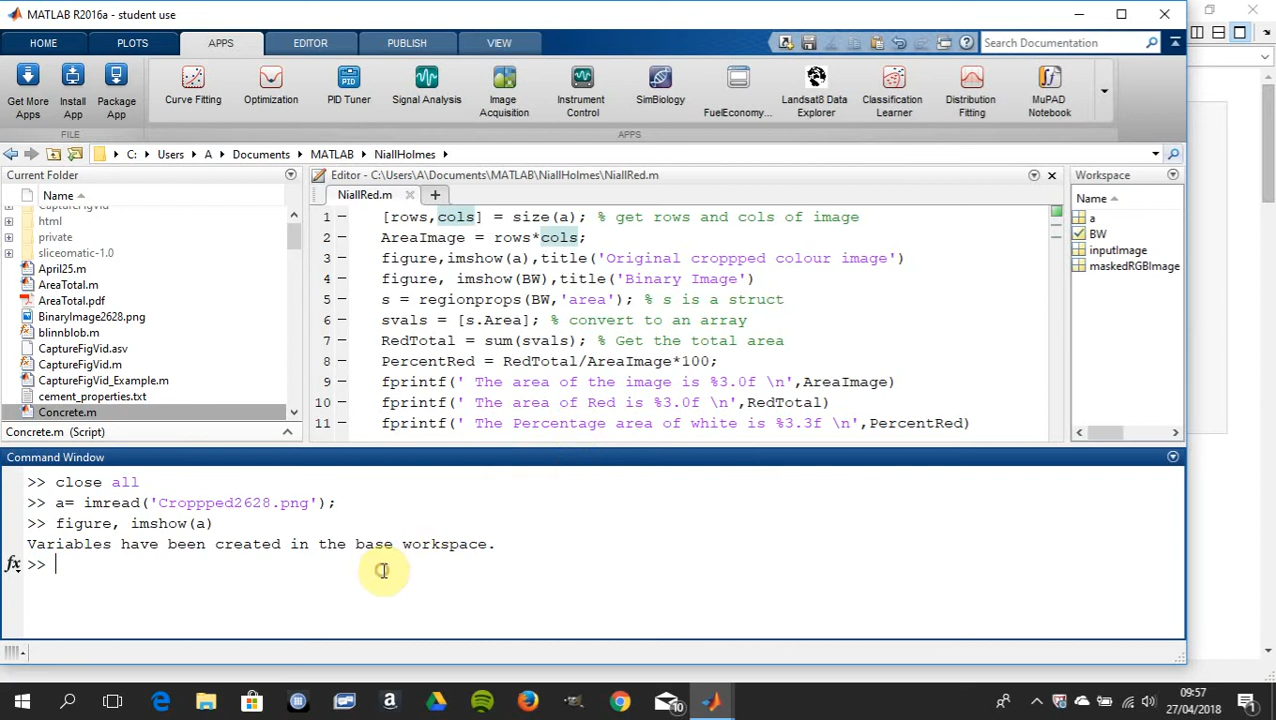 MATLAB R2016a - student use
HOME PLOTS APPS EDITOR PUBLISH VIEW Search Documentation
Get More Apps Install App Package App Curve Fitting Optimization PID Tuner Signal Analysis Image Acquisition Instrument Control SimBiology FuelEconomy... Landsat8 Data Explorer Classification Learner Distribution Fitting MuPAD Notebook
FILE APPS
C: Users A Documents MATLAB NiallHolmes
Current Folder
Name
CaptureFigVid
html
private
sliceomatic-1.0
April25.m
AreaTotal.m
AreaTotal.pdf
BinaryImage2628.png
blinnblob.m
CaptureFigVid.asv
CaptureFigVid.m
CaptureFigVid_Example.m
cement_properties.txt
Concrete.m
Concrete.m (Script)
Editor - C:\Users\A\Documents\MATLAB\NiallHolmes\NiallRed.m
NiallRed.m
1 [rows,cols] = size(a); % get rows and cols of image
2 AreaImage = rows*cols;
3 figure,imshow(a),title('Original croppped colour image')
4 figure, imshow(BW),title('Binary Image')
5 s = regionprops(BW,'area'); % s is a struct
6 svals = [s.Area]; % convert to an array
7 RedTotal = sum(svals); % Get the total area
8 PercentRed = RedTotal/AreaImage*100;
9 fprintf(' The area of the image is %3.0f \n',AreaImage)
10 fprintf(' The area of Red is %3.0f \n',RedTotal)
11 fprintf(' The Percentage area of white is %3.3f \n',PercentRed)
Workspace
Name
a
BW
inputImage
maskedRGBImage
Command Window
>> close all
>> a= imread('Croppped2628.png');
>> figure, imshow(a)
Variables have been created in the base workspace.
fx >>
10
09:57
27/04/2018
1